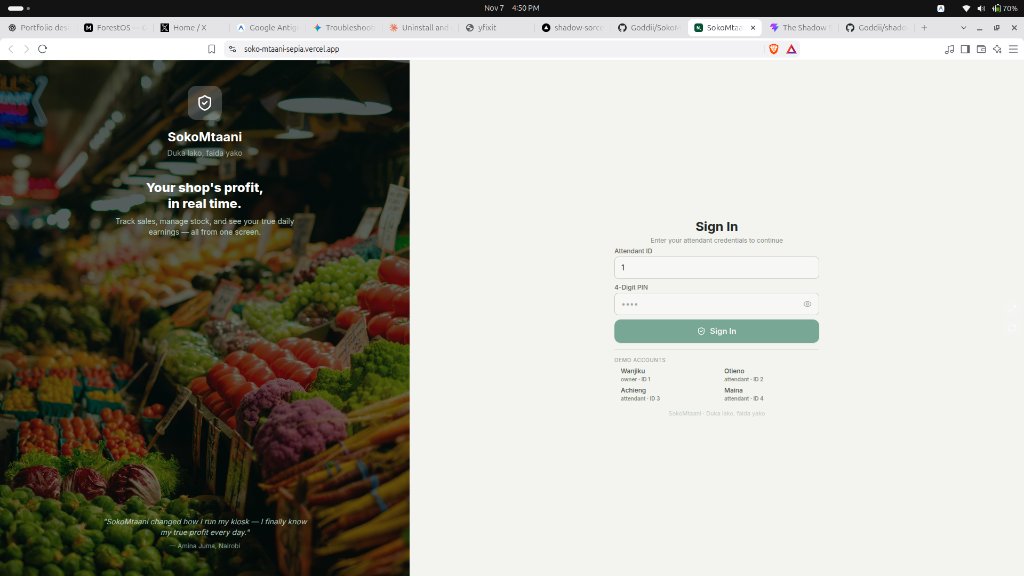 Nov 7 4:50 PM
70%
Portfolio des
ForestOS
Home / X
Google Antig
Troubleshoot
Uninstall and
yfixit
shadow-sorc
Goddii/SokoM
SokoMtaa
The Shadow
Goddii/shado
soko-mtaani-sepia.vercel.app
SokoMtaani
Duka lako, faida yako
Your shop's profit,
in real time.
Track sales, manage stock, and see your true daily
earnings — all from one screen.
"SokoMtaani changed how I run my kiosk — I finally know
my true profit every day."
— Amina Juma, Nairobi
Sign In
Enter your attendant credentials to continue
Attendant ID
1
4-Digit PIN
••••
Sign In
DEMO ACCOUNTS
Wanjiku
owner · ID 1
Otieno
attendant · ID 2
Achieng
attendant · ID 3
Maina
attendant · ID 4
SokoMtaani · Duka lako, faida yako